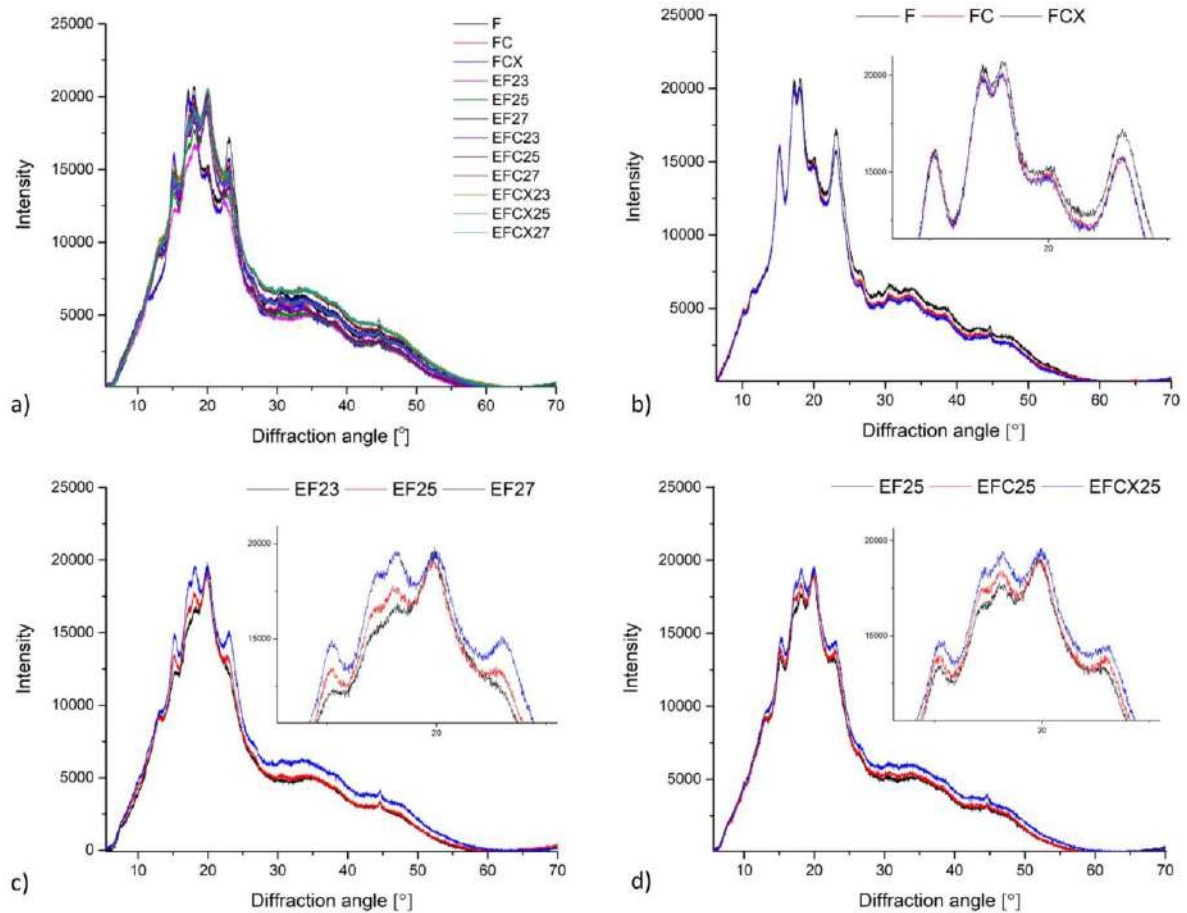 25000
20000
15000
10000
5000
10 20 30 40 50 60 70
Intensity
Diffraction angle [°]
F
FC
FCX
EF23
EF25
EF27
EFC23
EFC25
EFC27
EFCX23
EFCX25
EFCX27
a)
F FC FCX
25000
20000
15000
10000
5000
0
10 20 30 40 50 60 70
Intensity
Diffraction angle [°]
20000
15000
20
b)
EF23 EF25 EF27
25000
20000
15000
10000
5000
0
10 20 30 40 50 60 70
Intensity
Diffraction angle [°]
20000
15000
20
c)
EF25 EFC25 EFCX25
25000
20000
15000
10000
5000
0
10 20 30 40 50 60 70
Intensity
Diffraction angle [°]
20000
15000
d)